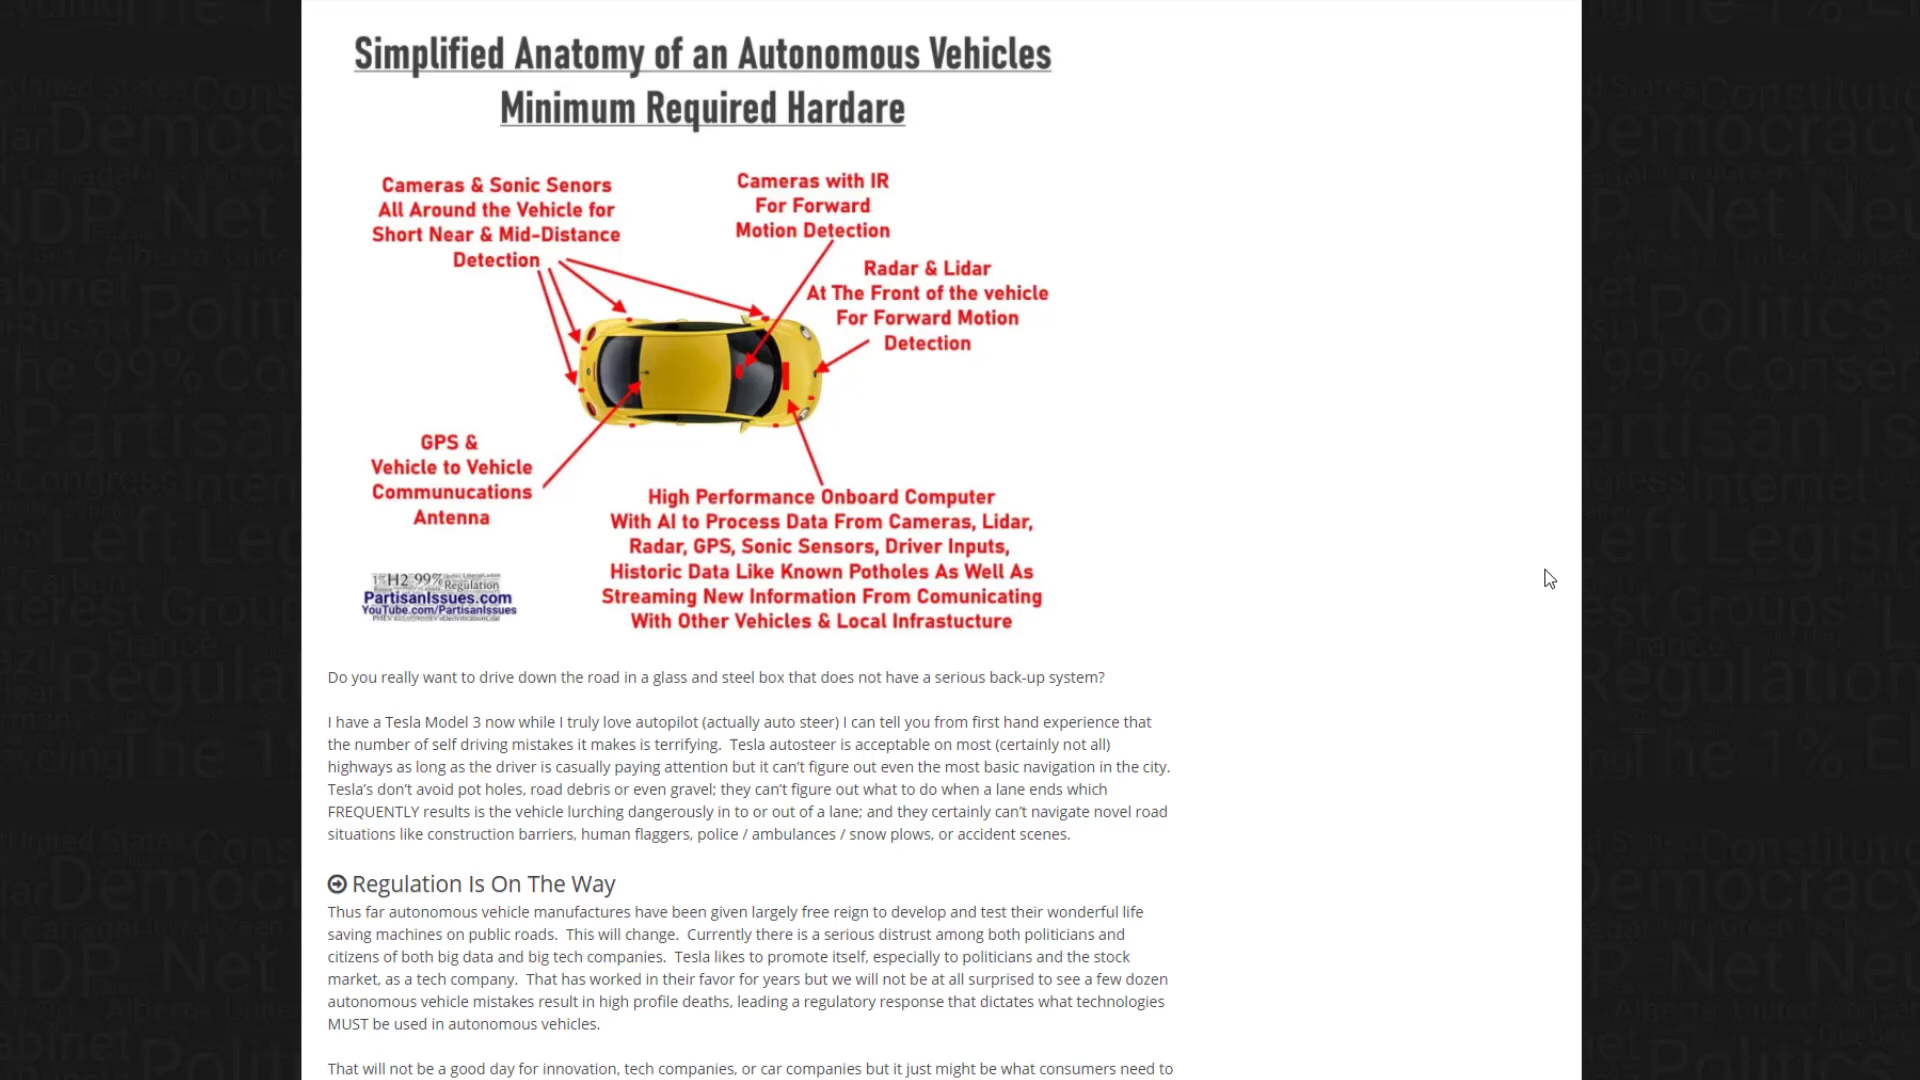 Simplified Anatomy of an Autonomous Vehicles
Minimum Required Hardare
Cameras & Sonic Senors
All Around the Vehicle for
Short Near & Mid-Distance
Detection
Cameras with IR
For Forward
Motion Detection
Radar & Lidar
At The Front of the vehicle
For Forward Motion
Detection
GPS &
Vehicle to Vehicle
Communucations
Antenna
High Performance Onboard Computer
With AI to Process Data From Cameras, Lidar,
Radar, GPS, Sonic Sensors, Driver Inputs,
Historic Data Like Known Potholes As Well As
Streaming New Information From Comunicating
With Other Vehicles & Local Infrastucture
H2 99%
Regulation
PartisanIssues.com
YouTube.com/PartisanIssues
Do you really want to drive down the road in a glass and steel box that does not have a serious back-up system?
I have a Tesla Model 3 now while I truly love autopilot (actually auto steer) I can tell you from first hand experience that
the number of self driving mistakes it makes is terrifying.  Tesla autosteer is acceptable on most (certainly not all)
highways as long as the driver is casually paying attention but it can't figure out even the most basic navigation in the city.
Tesla's don't avoid pot holes, road debris or even gravel; they can't figure out what to do when a lane ends which
FREQUENTLY results is the vehicle lurching dangerously in to or out of a lane; and they certainly can't navigate novel road
situations like construction barriers, human flaggers, police / ambulances / snow plows, or accident scenes.
Regulation Is On The Way
Thus far autonomous vehicle manufactures have been given largely free reign to develop and test their wonderful life
saving machines on public roads.  This will change.  Currently there is a serious distrust among both politicians and
citizens of both big data and big tech companies.  Tesla likes to promote itself, especially to politicians and the stock
market, as a tech company.  That has worked in their favor for years but we will not be at all surprised to see a few dozen
autonomous vehicle mistakes result in high profile deaths, leading a regulatory response that dictates what technologies
MUST be used in autonomous vehicles.
That will not be a good day for innovation, tech companies, or car companies but it just might be what consumers need to